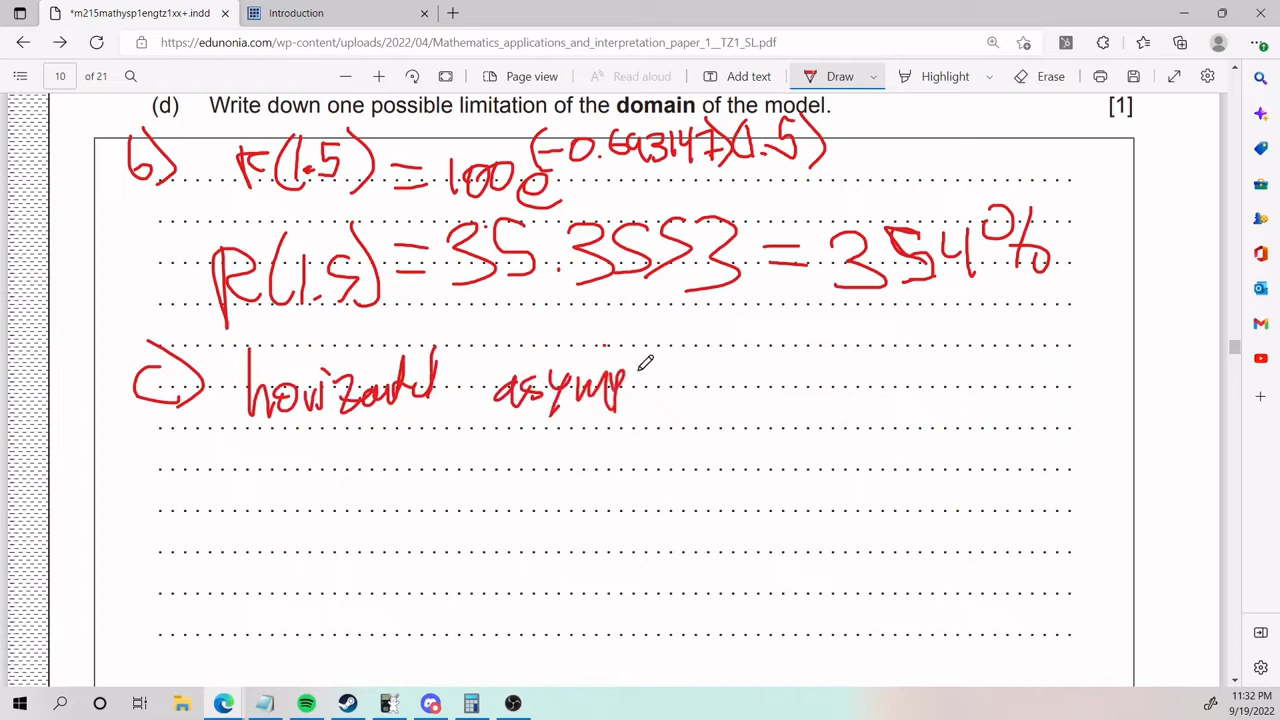 *m215mathysp1engtz1xx+.indd
Introduction
https://edunonia.com/wp-content/uploads/2022/04/Mathematics_applications_and_interpretation_paper_1__TZ1_SL.pdf
10 of 21
Page view
Read aloud
Add text
Draw
Highlight
Erase
(d) Write down one possible limitation of the domain of the model. [1]
b) P(1.5) = 100e^(-0.693147)(1.5)
P(1.5) = 35.3553 = 35.4%
c) horizontal asymp
11:32 PM
9/19/2022